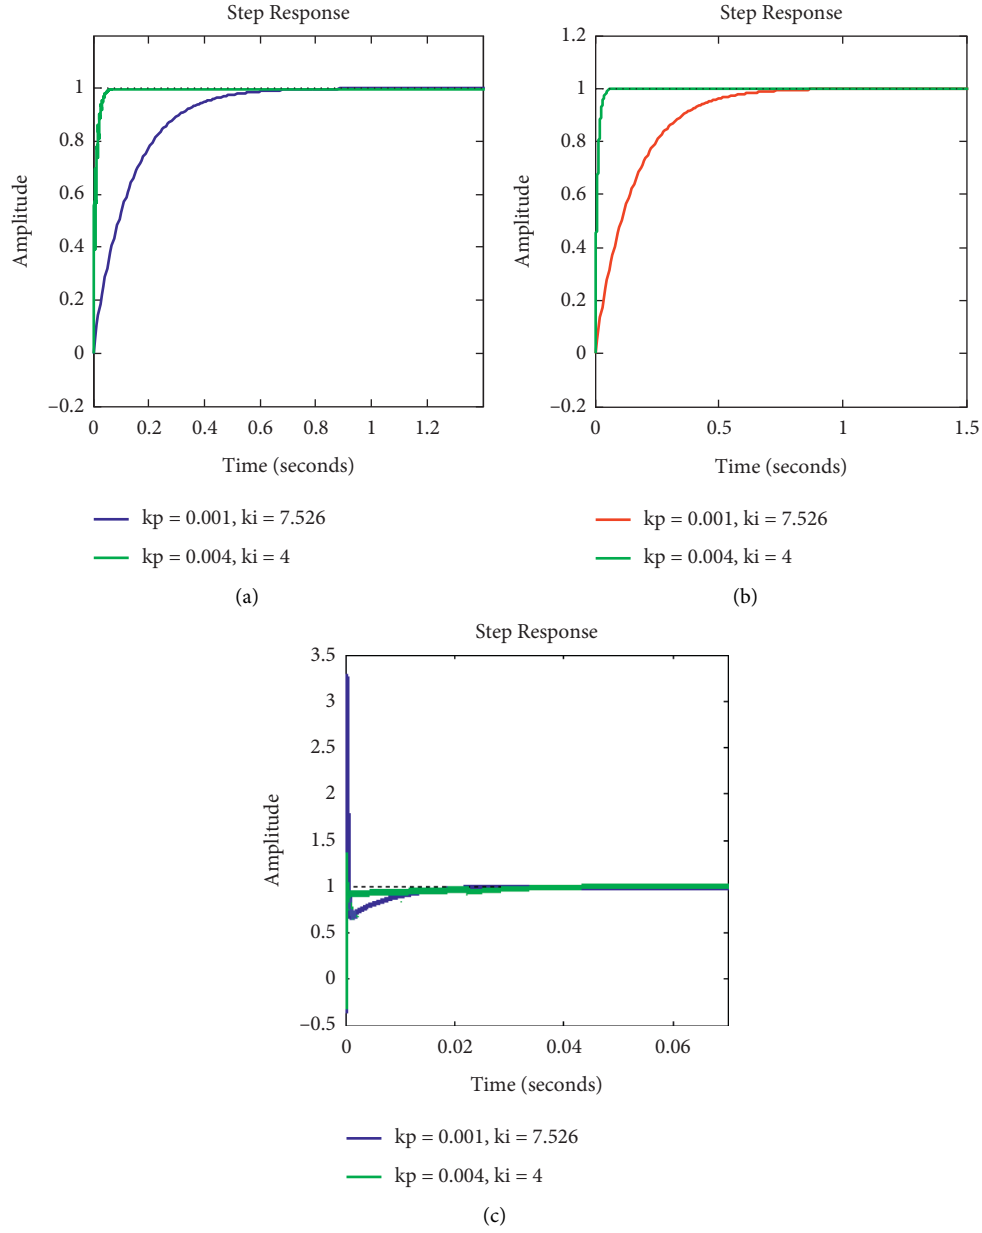 Step Response
1
0.8
0.6
0.4
0.2
0
–0.2
Amplitude
0 0.2 0.4 0.6 0.8 1 1.2
Time (seconds)
kp = 0.001, ki = 7.526
kp = 0.004, ki = 4
(a)
Step Response
1.2
1
0.8
0.6
0.4
0.2
0
–0.2
Amplitude
0 0.5 1 1.5
Time (seconds)
kp = 0.001, ki = 7.526
kp = 0.004, ki = 4
(b)
Step Response
3.5
3
2.5
2
1.5
1
0.5
0
–0.5
Amplitude
0 0.02 0.04 0.06
Time (seconds)
kp = 0.001, ki = 7.526
kp = 0.004, ki = 4
(c)